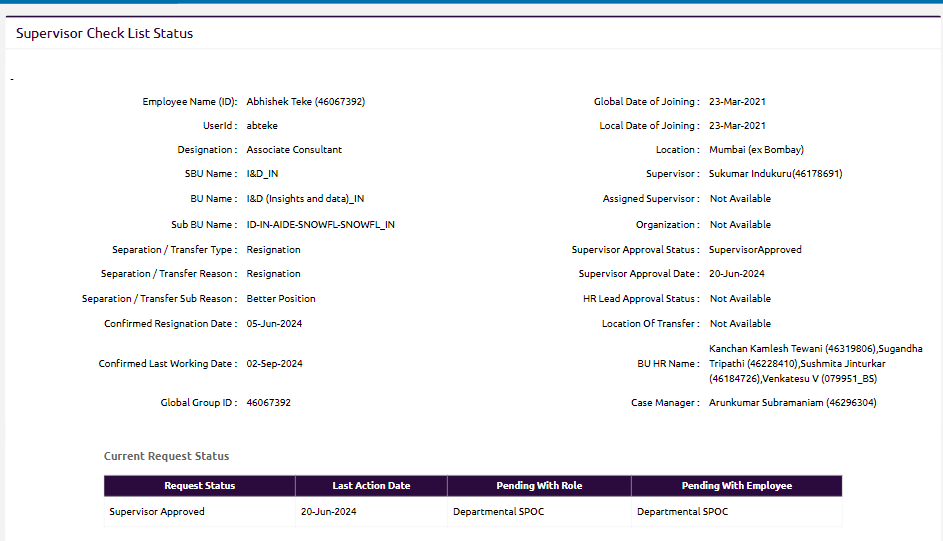 Supervisor Check List Status
-
Employee Name (ID): Abhishek Teke (46067392) Global Date of Joining : 23-Mar-2021
UserId : abteke Local Date of Joining : 23-Mar-2021
Designation : Associate Consultant Location : Mumbai (ex Bombay)
SBU Name : I&D_IN Supervisor : Sukumar Indukuru(46178691)
BU Name : I&D (Insights and data)_IN Assigned Supervisor : Not Available
Sub BU Name : ID-IN-AIDE-SNOWFL-SNOWFL_IN Organization : Not Available
Separation / Transfer Type : Resignation Supervisor Approval Status : SupervisorApproved
Separation / Transfer Reason : Resignation Supervisor Approval Date : 20-Jun-2024
Separation / Transfer Sub Reason : Better Position HR Lead Approval Status : Not Available
Confirmed Resignation Date : 05-Jun-2024 Location Of Transfer : Not Available
Confirmed Last Working Date : 02-Sep-2024 BU HR Name : Kanchan Kamlesh Tewani (46319806),Sugandha
Tripathi (46228410),Sushmita Jinturkar
(46184726),Venkatesu V (079951_BS)
Global Group ID : 46067392 Case Manager : Arunkumar Subramaniam (46296304)
Current Request Status
Request Status Last Action Date Pending With Role Pending With Employee
Supervisor Approved 20-Jun-2024 Departmental SPOC Departmental SPOC